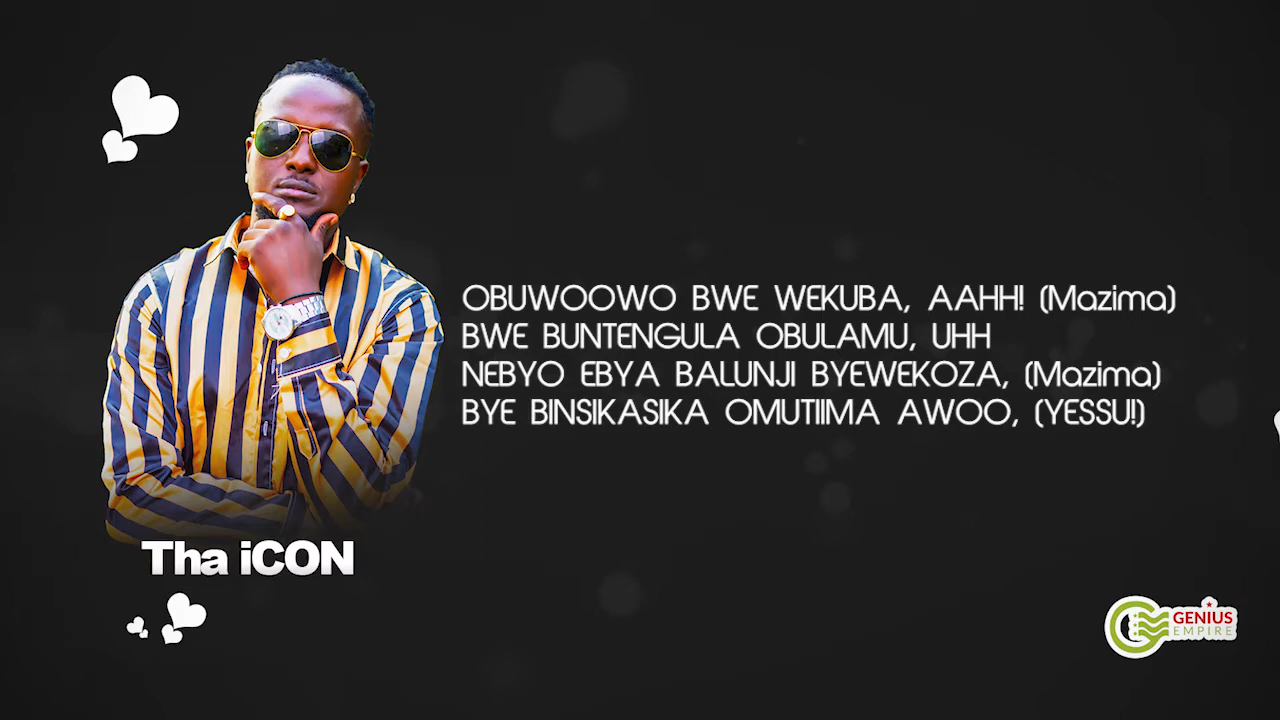 OBUWOOWO BWE WEKUBA, AAHH! (Mazima)
BWE BUNTENGULA OBULAMU, UHH
NEBYO EBYA BALUNJI BYEWEKOZA, (Mazima)
BYE BINSIKASIKA OMUTIIMA AWOO, (YESSU!)
Tha iCON
GENIUS
EMPIRE